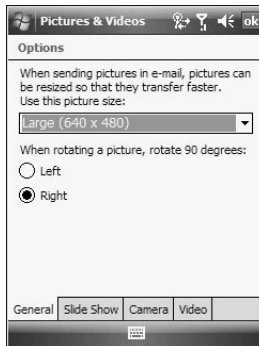 Pictures & Videos ok
Options
When sending pictures in e-mail, pictures can
be resized so that they transfer faster.
Use this picture size:
Large (640 x 480)
When rotating a picture, rotate 90 degrees:
Left
Right
General Slide Show Camera Video